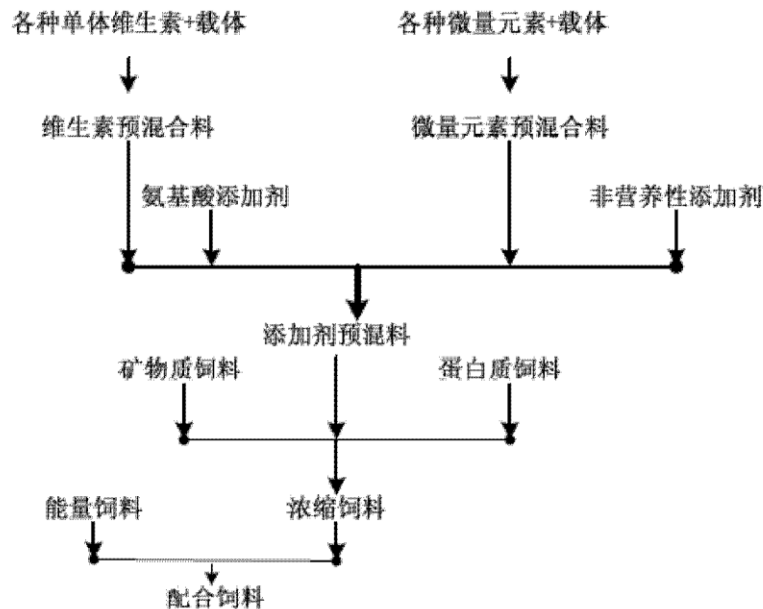 各种单体维生素+载体
各种微量元素+载体
维生素预混合料
微量元素预混合料
氨基酸添加剂
非营养性添加剂
添加剂预混料
矿物质饲料
蛋白质饲料
能量饲料
浓缩饲料
配合饲料